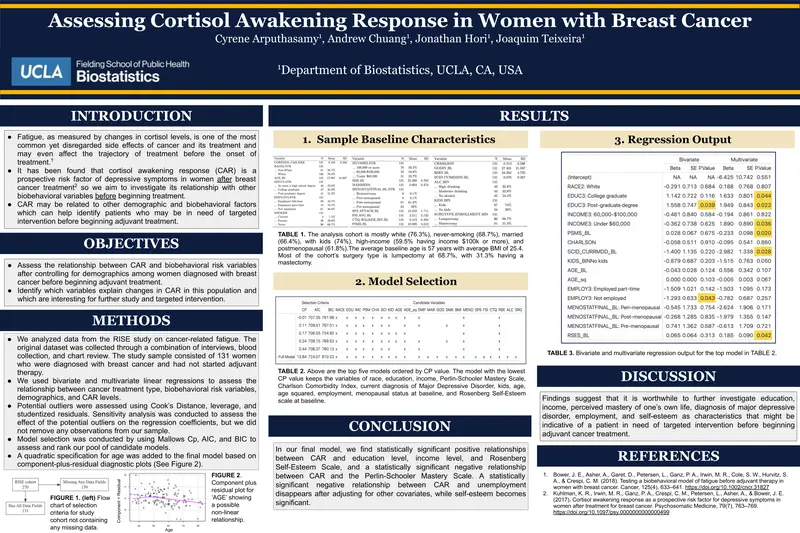 Assessing Cortisol Awakening Response in Women with Breast Cancer
Cyrene Arputhasamy¹, Andrew Chuang¹, Jonathan Hori¹, Joaquim Teixeira¹
¹Department of Biostatistics, UCLA, CA, USA
UCLA
Fielding School of Public Health
Biostatistics
INTRODUCTION
● Fatigue, as measured by changes in cortisol levels, is one of the most
common yet disregarded side effects of cancer and its treatment and
may even affect the trajectory of treatment before the onset of
treatment.¹
● It has been found that cortisol awakening response (CAR) is a
prospective risk factor of depressive symptoms in women after breast
cancer treatment² so we aim to investigate its relationship with other
biobehavioral variables before beginning treatment.
● CAR may be related to other demographic and biobehavioral factors
which can help identify patients who may be in need of targeted
intervention before beginning adjuvant treatment.
OBJECTIVES
● Assess the relationship between CAR and biobehavioral risk variables
after controlling for demographics among women diagnosed with breast
cancer before beginning adjuvant treatment.
● Identify which variables explain changes in CAR in this population and
which are interesting for further study and targeted intervention.
METHODS
● We analyzed data from the RISE study on cancer-related fatigue. The
original dataset was collected through a combination of interviews, blood
collection, and chart review. The study sample consisted of 131 women
who were diagnosed with breast cancer and had not started adjuvant
therapy.
● We used bivariate and multivariate linear regressions to assess the
relationship between cancer treatment type, biobehavioral risk variables,
demographics, and CAR levels.
● Potential outliers were assessed using Cook's Distance, leverage, and
studentized residuals. Sensitivity analysis was conducted to assess the
effect of the potential outliers on the regression coefficients, but we did
not remove any observations from our sample.
● Model selection was conducted by using Mallows Cp, AIC, and BIC to
assess and rank our pool of candidate models.
● A quadratic specification for age was added to the final model based on
component-plus-residual diagnostic plots (See Figure 2).
RISE cohort
270
Missing Any Data Fields
139
Has All Data Fields
131
FIGURE 1. (left) Flow
chart of selection
criteria for study
cohort not containing
any missing data.
Component + Residual
Age
FIGURE 2.
Component plus
residual plot for
'AGE' showing
a possible
non-linear
relationship.
RESULTS
1. Sample Baseline Characteristics
TABLE 1. The analysis cohort is mostly white (76.3%), never-smoking (68.7%), married
(66.4%), with kids (74%), high-income (59.5% having income $100k or more), and
postmenopausal (61.8%).The average baseline age is 57 years with average BMI of 25.4.
Most of the cohort's surgery type is lumpectomy at 68.7%, with 31.3% having a
mastectomy.
2. Model Selection
Selection Criteria
Candidate Variables
TABLE 2. Above are the top five models ordered by CP value. The model with the lowest
CP value keeps the variables of race, education, income, Perlin-Schooler Mastery Scale,
Charlson Comorbidity Index, current diagnosis of Major Depressive Disorder, kids, age,
age squared, employment, menopausal status at baseline, and Rosenberg Self-Esteem
scale at baseline.
CONCLUSION
In our final model, we find statistically significant positive relationships
between CAR and education level, income level, and Rosenberg
Self-Esteem Scale, and a statistically significant negative relationship
between CAR and the Perlin-Schooler Mastery Scale. A statistically
significant negative relationship between CAR and unemployment
disappears after adjusting for other covariates, while self-esteem becomes
significant.
3. Regression Output
Bivariate Multivariate
Beta SE P.Value Beta SE P.Value
(Intercept) NA NA NA -6.425 10.742 0.551
RACE2: White -0.291 0.713 0.684 0.188 0.768 0.807
EDUC3: College graduate 1.142 0.722 0.116 1.633 0.801 0.044
EDUC3: Post-graduate degree 1.558 0.747 0.039 1.949 0.843 0.022
INCOME3: 60,000-$100,000 -0.461 0.840 0.584 -0.194 0.861 0.822
INCOME3: Under $60,000 -0.362 0.738 0.625 1.890 0.890 0.036
PSMS_BL 0.028 0.067 0.675 -0.233 0.098 0.020
CHARLSON -0.058 0.511 0.910 -0.095 0.541 0.860
SCID_CURRMDD_BL -1.400 1.135 0.220 -2.982 1.338 0.028
KIDS_BINNo kids -0.879 0.687 0.203 -1.515 0.763 0.050
AGE_BL -0.043 0.026 0.124 0.556 0.342 0.107
AGE_sq 0.000 0.000 0.103 -0.005 0.003 0.067
EMPLOY3: Employed part-time -1.509 1.021 0.142 -1.503 1.095 0.173
EMPLOY3: Not employed -1.293 0.633 0.043 -0.782 0.687 0.257
MENOSTATFINAL_BL: Peri-menopausal -0.545 1.733 0.754 -2.624 1.906 0.171
MENOSTATFINAL_BL: Post-menopausal -0.268 1.285 0.835 -1.979 1.355 0.147
MENOSTATFINAL_BL: Pre-menopausal 0.741 1.362 0.587 -0.613 1.709 0.721
RSES_BL 0.065 0.064 0.313 0.185 0.090 0.042
TABLE 3. Bivariate and multivariate regression output for the top model in TABLE 2.
DISCUSSION
Findings suggest that it is worthwhile to further investigate education,
income, perceived mastery of one's own life, diagnosis of major depressive
disorder, employment, and self-esteem as characteristics that might be
indicative of a patient in need of targeted intervention before beginning
adjuvant cancer treatment.
REFERENCES
1. Bower, J. E., Asher, A., Garet, D., Petersen, L., Ganz, P. A., Irwin, M. R., Cole, S. W., Hurvitz, S.
A., & Crespi, C. M. (2018). Testing a biobehavioral model of fatigue before adjuvant therapy in
women with breast cancer. Cancer, 125(4), 633–641. https://doi.org/10.1002/cncr.31827
2. Kuhlman, K. R., Irwin, M. R., Ganz, P. A., Crespi, C. M., Petersen, L., Asher, A., & Bower, J. E.
(2017). Cortisol awakening response as a prospective risk factor for depressive symptoms in
women after treatment for breast cancer. Psychosomatic Medicine, 79(7), 763–769.
https://doi.org/10.1097/psy.0000000000000499